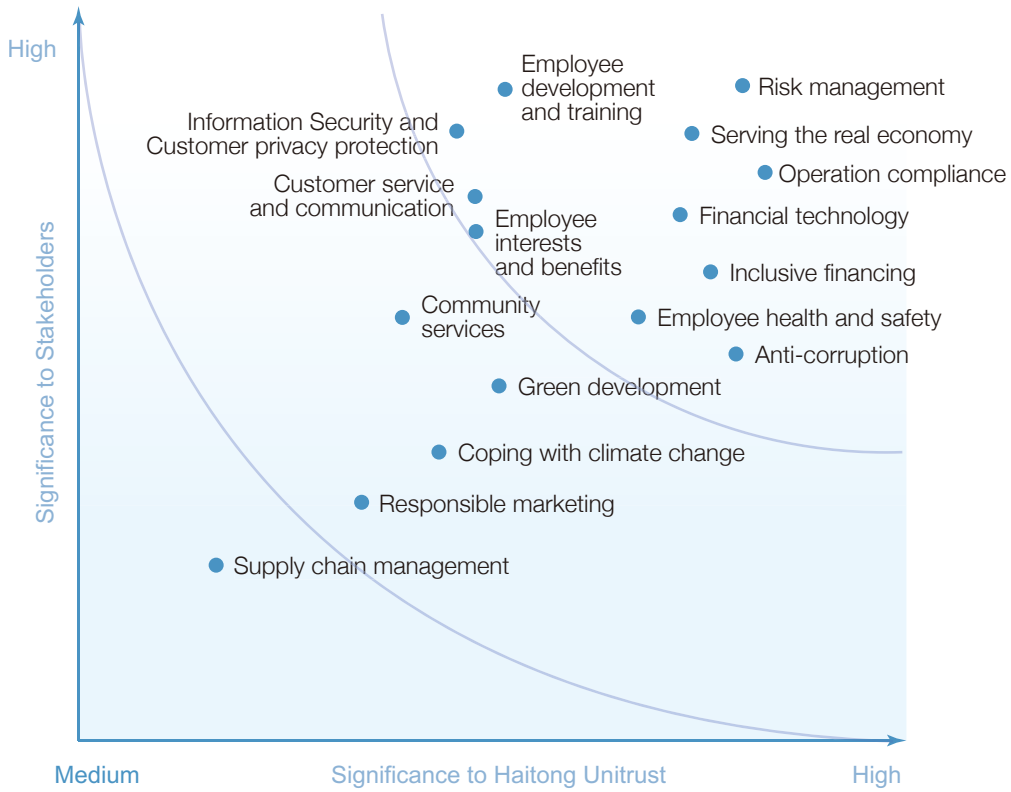 High
Employee
development
and training
Risk management
Information Security and
Customer privacy protection
Serving the real economy
Operation compliance
Customer service
and communication
Employee
interests
and benefits
Financial technology
Inclusive financing
Community
services
Employee health and safety
Anti-corruption
Green development
Coping with climate change
Responsible marketing
Supply chain management
Significance to Stakeholders
Medium
Significance to Haitong Unitrust
High